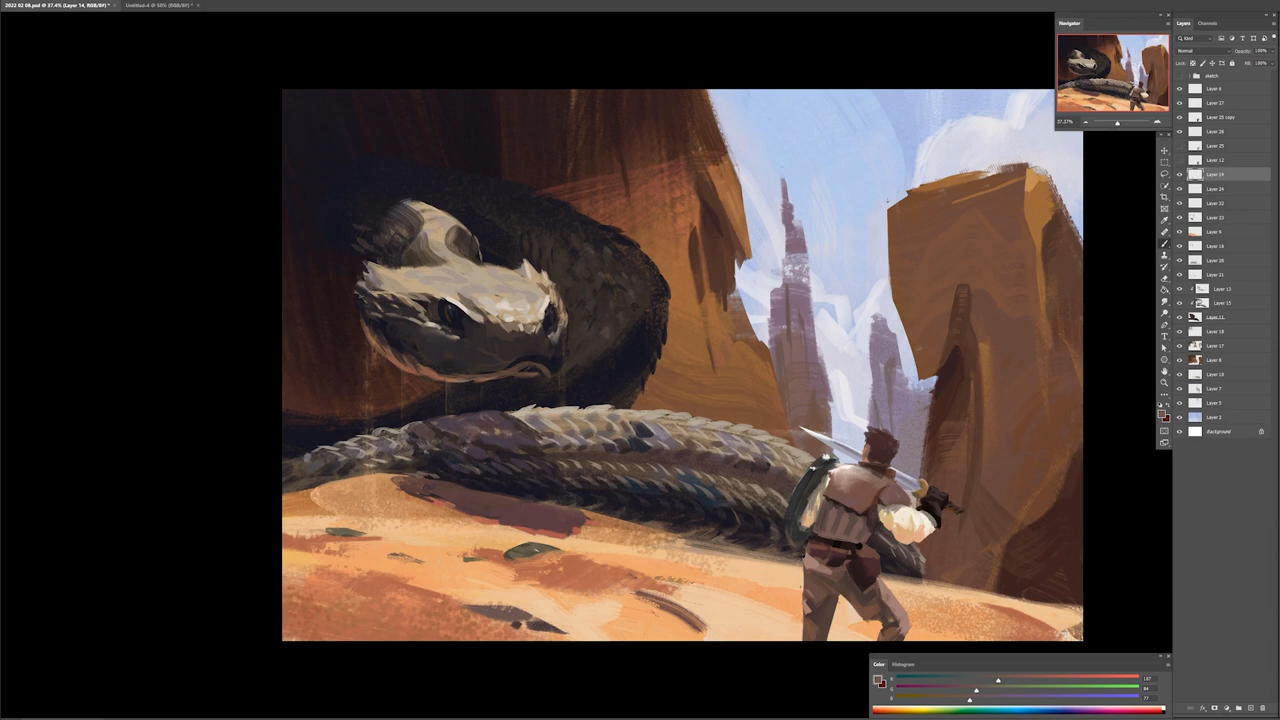 2022 02 08.psd @ 37.4% (Layer 14, RGB/8#) *
Untitled-4 @ 50% (RGB/8#) *
Navigator
37.37%
Layers
Channels
Kind
Normal
Opacity:
100%
Lock:
Fill:
100%
sketch
Layer 6
Layer 27
Layer 25 copy
Layer 26
Layer 25
Layer 12
Layer 14
Layer 24
Layer 22
Layer 23
Layer 9
Layer 16
Layer 20
Layer 21
Layer 13
Layer 15
Layer 11
Layer 18
Layer 17
Layer 8
Layer 10
Layer 7
Layer 5
Layer 2
Background
Color
Histogram
R
G
B
84
77